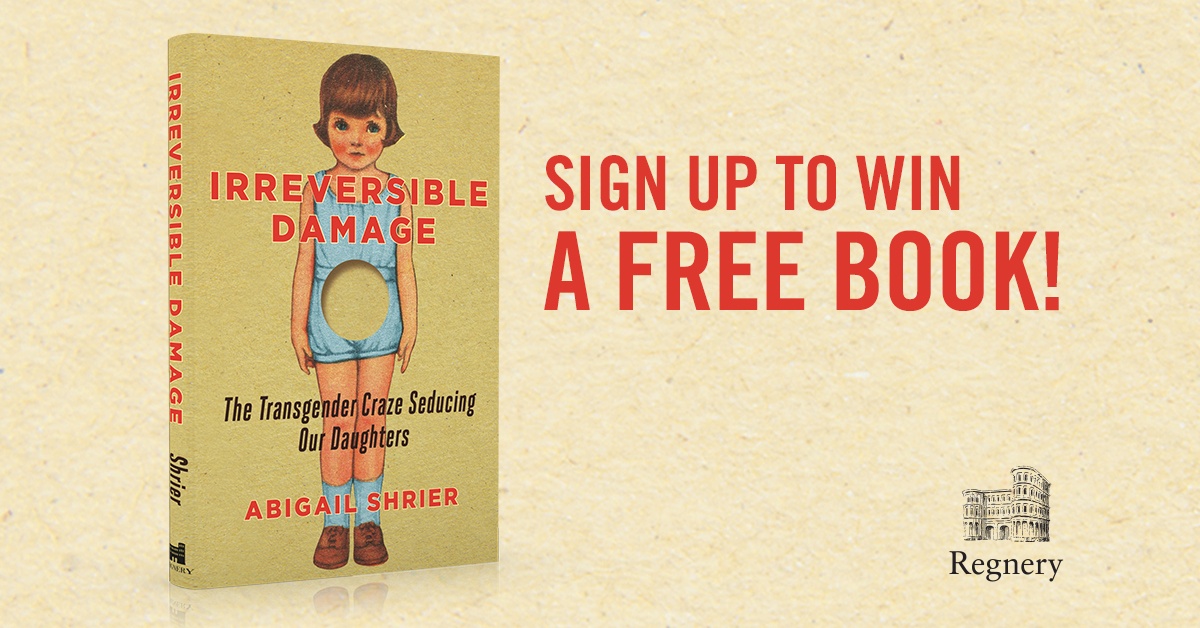 IRREVERSIBLE DAMAGE
Shrier
IRREVERSIBLE
DAMAGE
The Transgender Craze Seducing
Our Daughters
ABIGAIL SHRIER
SIGN UP TO WIN
A FREE BOOK!
Regnery